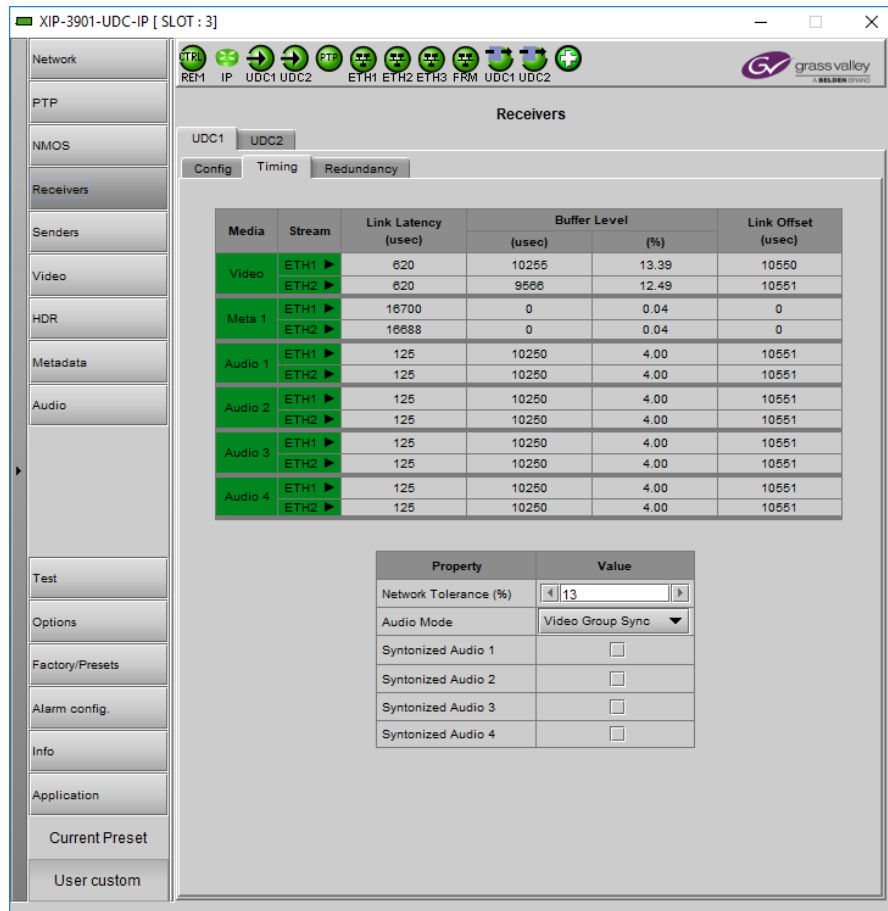 XIP-3901-UDC-IP [ SLOT : 3]
Network
PTP
NMOS
Receivers
Senders
Video
HDR
Metadata
Audio
Test
Options
Factory/Presets
Alarm config.
Info
Application
Current Preset
User custom
CTRL PTP
REM IP UDC1 UDC2 ETH1 ETH2 ETH3 FRM UDC1 UDC2
GV grass valley
A BELDEN BRAND
Receivers
UDC1 UDC2
Config Timing Redundancy
Media Stream Link Latency (usec) Buffer Level Link Offset (usec)
(usec) (%)
Video ETH1 620 10255 13.39 10550
ETH2 620 9566 12.49 10551
Meta 1 ETH1 16700 0 0.04 0
ETH2 16688 0 0.04 0
Audio 1 ETH1 125 10250 4.00 10551
ETH2 125 10250 4.00 10551
Audio 2 ETH1 125 10250 4.00 10551
ETH2 125 10250 4.00 10551
Audio 3 ETH1 125 10250 4.00 10551
ETH2 125 10250 4.00 10551
Audio 4 ETH1 125 10250 4.00 10551
ETH2 125 10250 4.00 10551
Property Value
Network Tolerance (%) 13
Audio Mode Video Group Sync
Syntonized Audio 1
Syntonized Audio 2
Syntonized Audio 3
Syntonized Audio 4